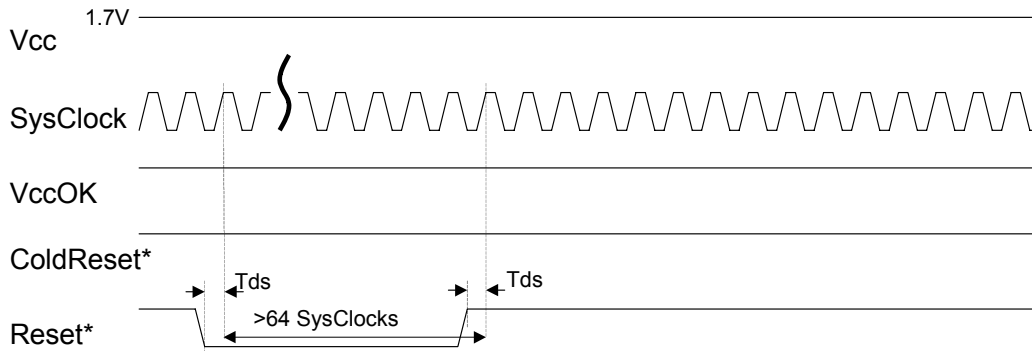 1.7V
Vcc
SysClock
VccOK
ColdReset*
Tds
Tds
>64 SysClocks
Reset*